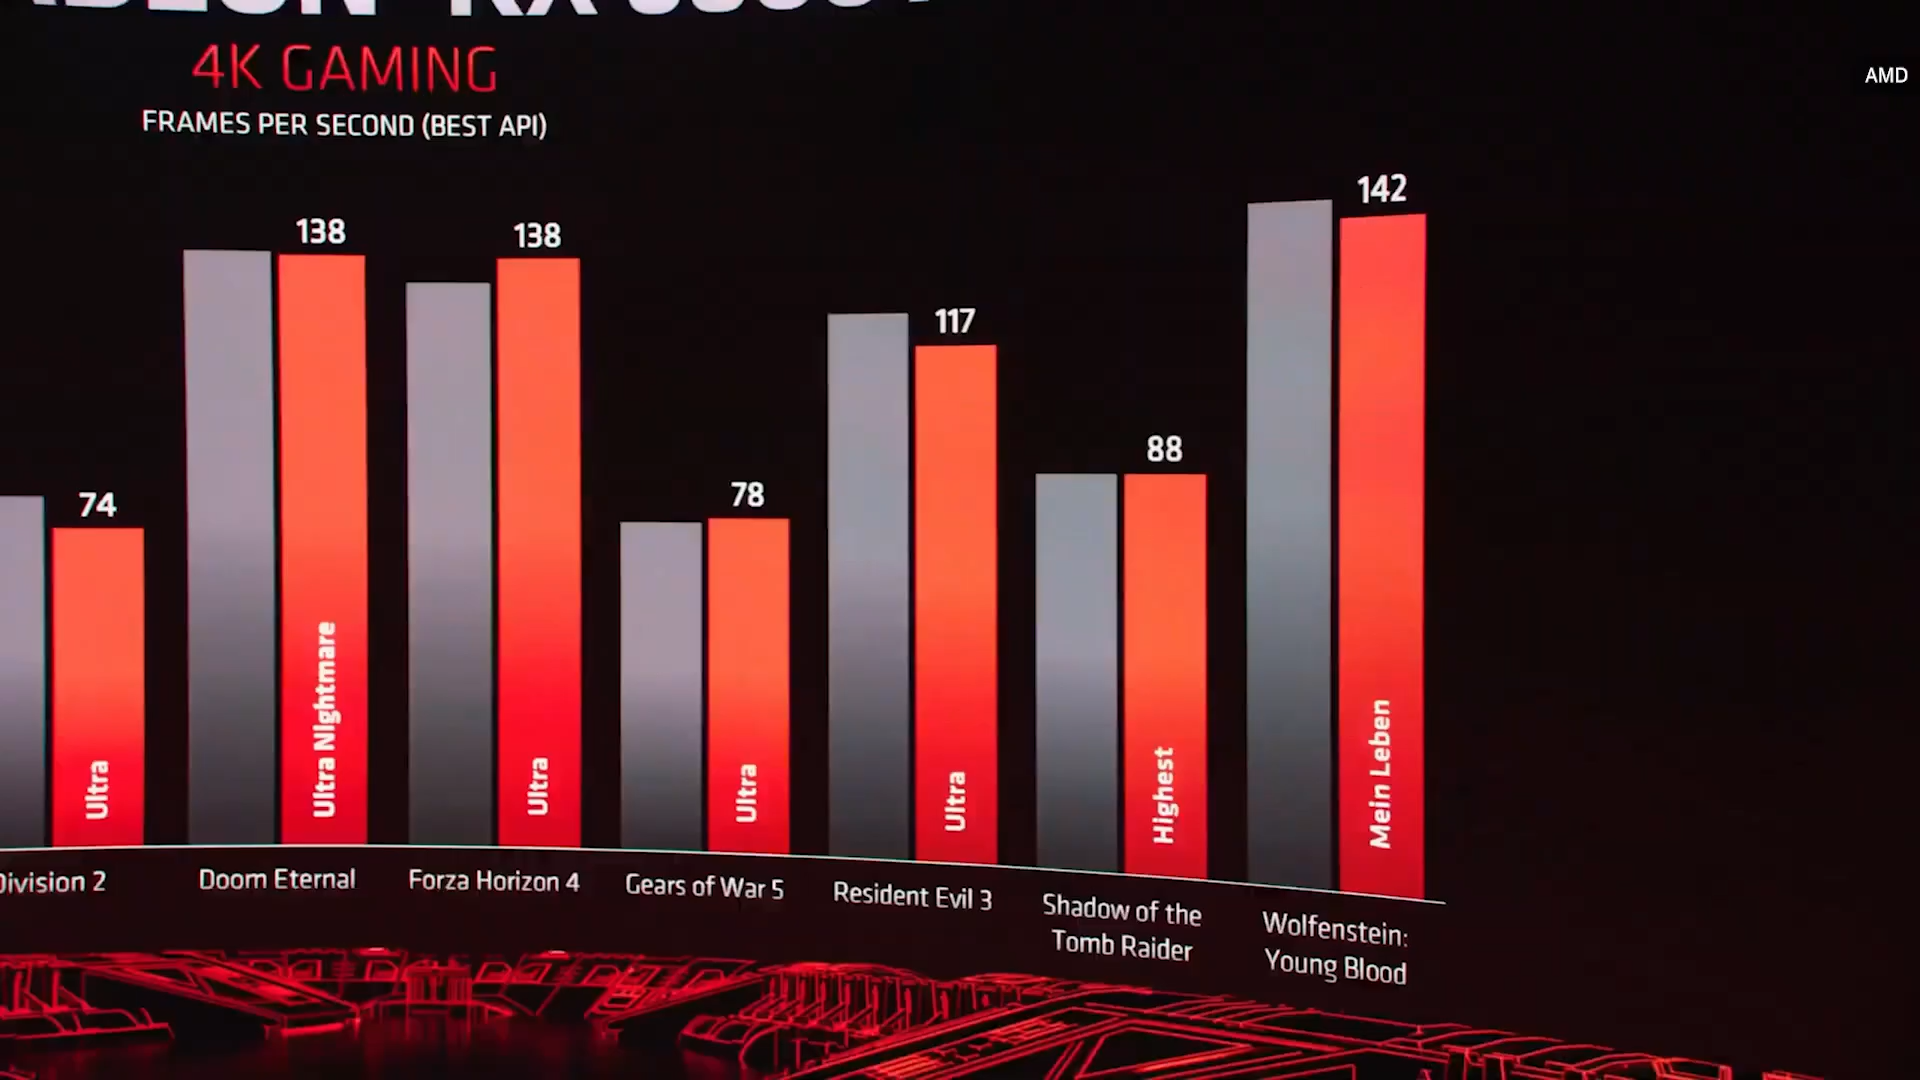 4K GAMING
FRAMES PER SECOND (BEST API)
AMD
74
138
138
78
117
88
142
Ultra
Ultra Nightmare
Ultra
Ultra
Ultra
Highest
Mein Leben
Division 2
Doom Eternal
Forza Horizon 4
Gears of War 5
Resident Evil 3
Shadow of the
Tomb Raider
Wolfenstein:
Young Blood